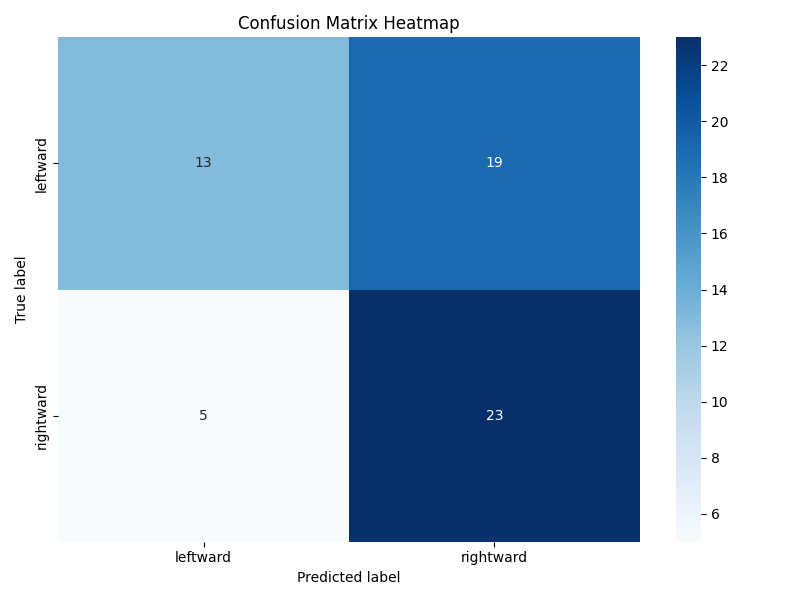 Confusion Matrix Heatmap
True label
leftward
13
19
rightward
5
23
leftward
rightward
Predicted label
22
20
18
16
14
12
10
8
6